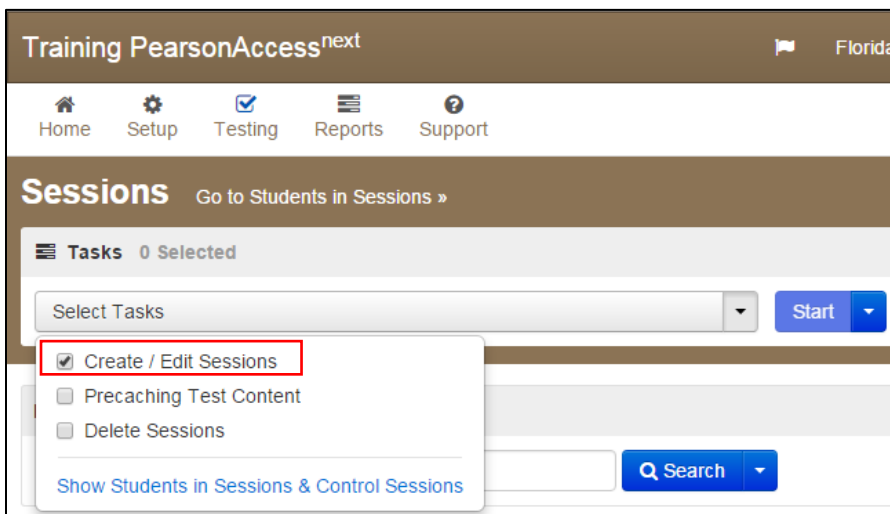 Training PearsonAccessnext
Florida
Home Setup Testing Reports Support
Sessions Go to Students in Sessions »
Tasks 0 Selected
Select Tasks
Start
Create / Edit Sessions
Precaching Test Content
Delete Sessions
Search
Show Students in Sessions & Control Sessions